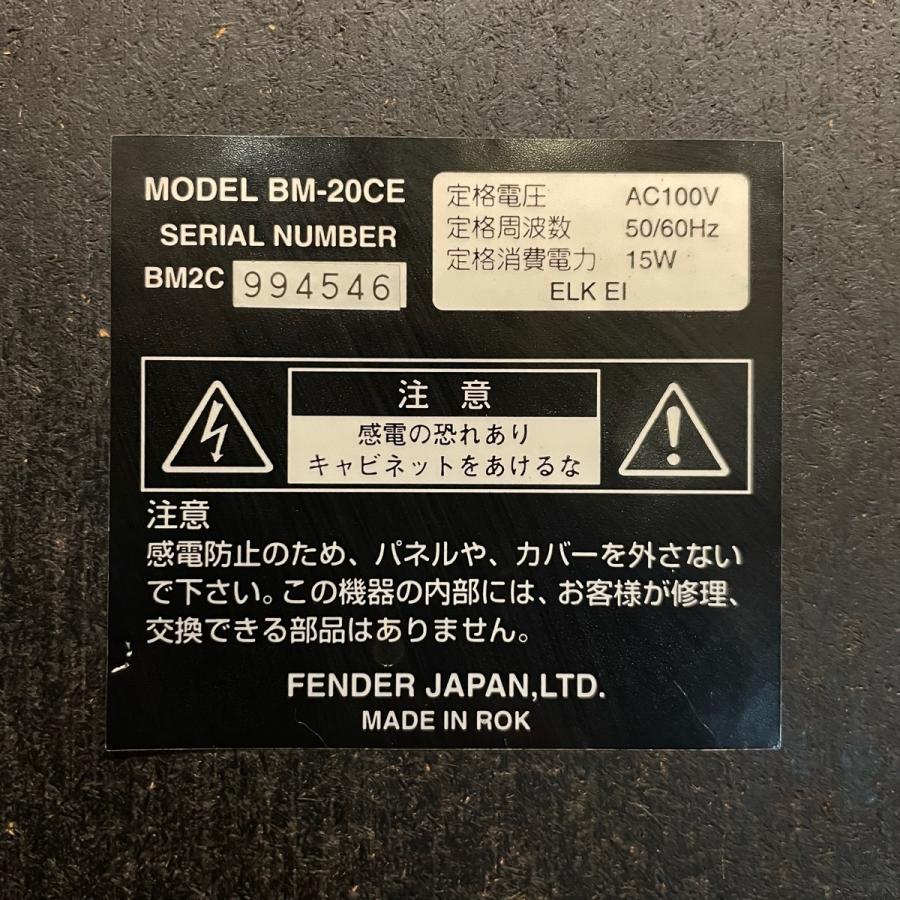 MODEL BM-20CE
SERIAL NUMBER
BM2C 994546
定格電圧 AC100V
定格周波数 50/60Hz
定格消費電力 15W
ELK EI
注意
感電の恐れあり
キャビネットをあけるな
注意
感電防止のため、パネルや、カバーを外さない
で下さい。この機器の内部には、お客様が修理、
交換できる部品はありません。
FENDER JAPAN,LTD.
MADE IN ROK